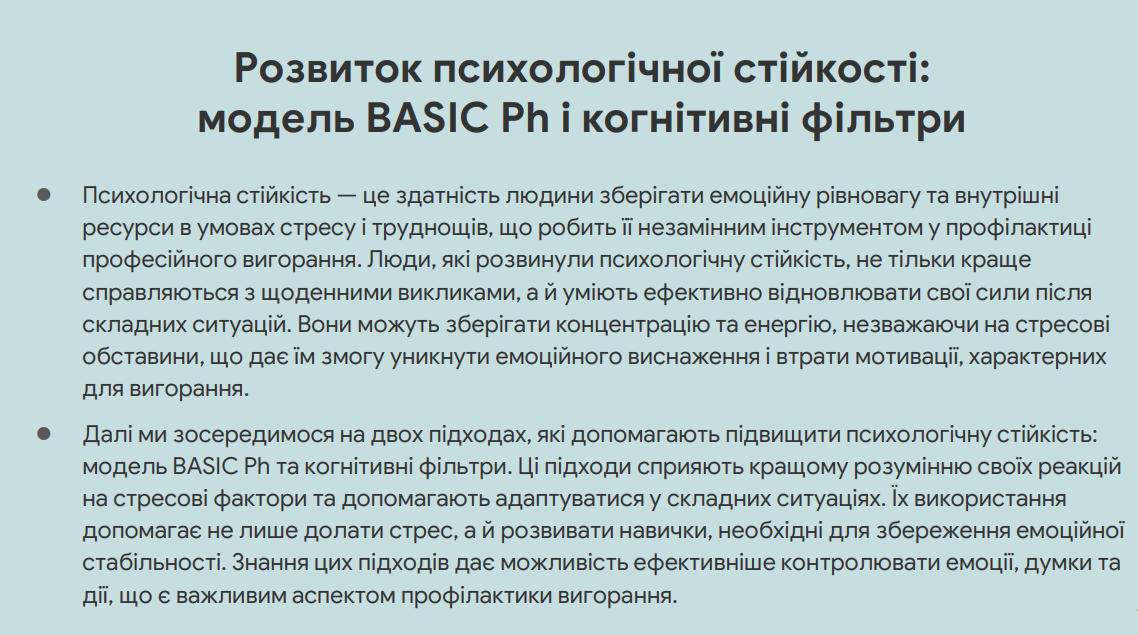 Розвиток психологічної стійкості:
модель BASIC Ph і когнітивні фільтри
● Психологічна стійкість — це здатність людини зберігати емоційну рівновагу та внутрішні
ресурси в умовах стресу і труднощів, що робить її незамінним інструментом у профілактиці
професійного вигорання. Люди, які розвинули психологічну стійкість, не тільки краще
справляються з щоденними викликами, а й уміють ефективно відновлювати свої сили після
складних ситуацій. Вони можуть зберігати концентрацію та енергію, незважаючи на стресові
обставини, що дає їм змогу уникнути емоційного виснаження і втрати мотивації, характерних
для вигорання.
● Далі ми зосередимося на двох підходах, які допомагають підвищити психологічну стійкість:
модель BASIC Ph та когнітивні фільтри. Ці підходи сприяють кращому розумінню своїх реакцій
на стресові фактори та допомагають адаптуватися у складних ситуаціях. Їх використання
допомагає не лише долати стрес, а й розвивати навички, необхідні для збереження емоційної
стабільності. Знання цих підходів дає можливість ефективніше контролювати емоції, думки та
дії, що є важливим аспектом профілактики вигорання.